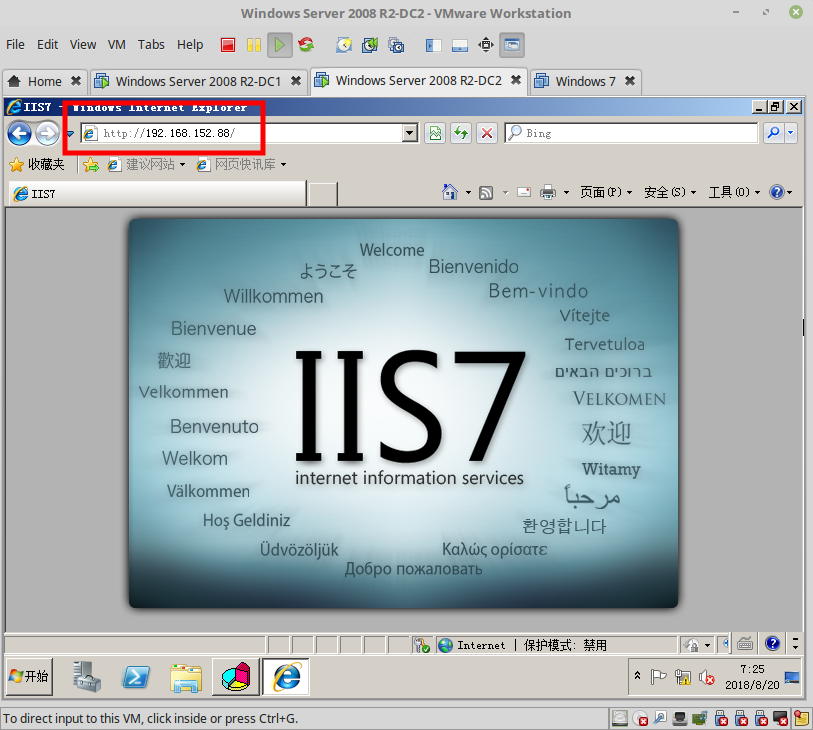 Windows Server 2008 R2-DC2 - VMware Workstation
File Edit View VM Tabs Help
Home Windows Server 2008 R2-DC1 Windows Server 2008 R2-DC2 Windows 7
IIS7 - Windows Internet Explorer
http://192.168.152.88/ Bing
收藏夹 建议网站 网页快讯库
IIS7 页面(P) 安全(S) 工具(O)
Welcome
ようこそ
Bienvenido
Willkommen
Bem-vindo
Bienvenue
Vítejte
歡迎
Tervetuloa
Velkommen
ברוכים הבאים
VELKOMEN
Benvenuto
欢迎
Welkom
Witamy
IIS7
internet information services
Välkommen
مرحباً
Hoş Geldiniz
환영합니다
Üdvözöljük
Καλώς ορίσατε
Добро пожаловать
Internet | 保护模式: 禁用
开始
7:25
2018/8/20
To direct input to this VM, click inside or press Ctrl+G.